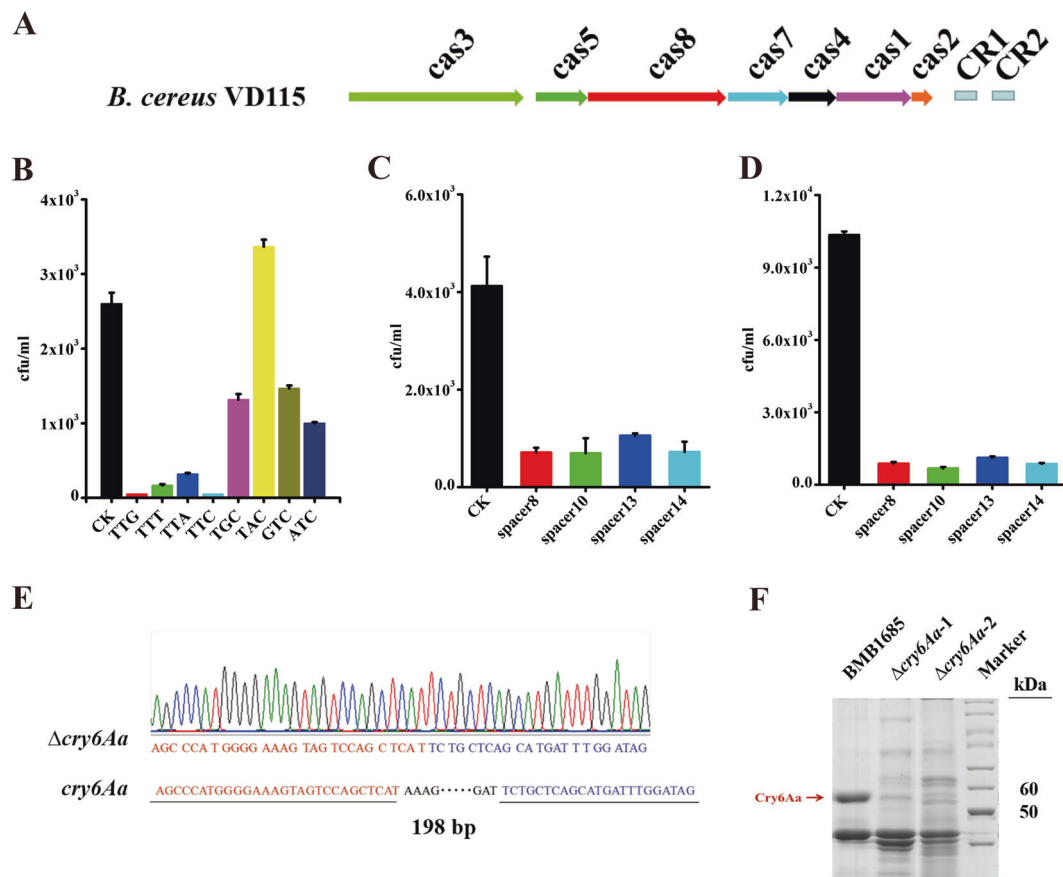 A
cas3 cas5 cas8 cas7 cas4 cas1 cas2 CR1 CR2
B. cereus VD115
B
4x10³
3x10³
2x10³
1x10³
0
cfu/ml
CK TTG TTT TTA TTC TGC TAC GTC ATC
C
6.0x10³
4.0x10³
2.0x10³
0.0
cfu/ml
CK spacer8 spacer10 spacer13 spacer14
D
1.2x10⁴
9.0x10³
6.0x10³
3.0x10³
0.0
cfu/ml
CK spacer8 spacer10 spacer13 spacer14
E
Δcry6Aa
AGC CCA T GGGG AAAG TAG TCCAG C TCAT TC TG CTCAG CA TGAT T T GG ATAG
cry6Aa AGCCCATGGGGAAAGTAGTCCAGCTCAT AAAG·····GAT TCTGCTCAGCATGATTTGGATAG
198 bp
F
BMB1685 Δcry6Aa-1 Δcry6Aa-2 Marker
kDa
Cry6Aa
60
50